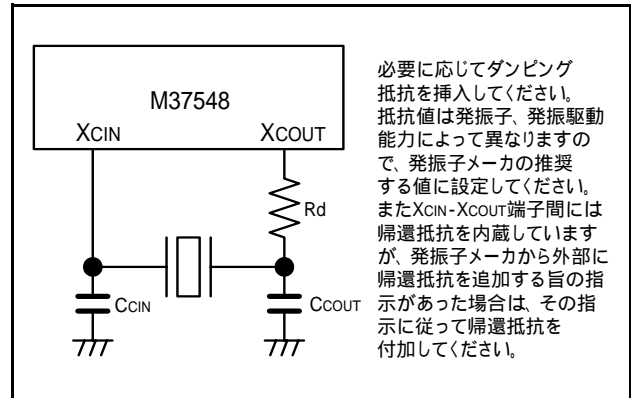 M37548
XCIN
XCOUT
Rd
CCIN
CCOUT
必要に応じてダンピング
抵抗を挿入してください。
抵抗値は発振子、発振駆動
能力によって異なりますの
で、発振子メーカの推奨
する値に設定してください。
またXCIN-XCOUT端子間には
帰還抵抗を内蔵しています
が、発振子メーカから外部に
帰還抵抗を追加する旨の指
示があった場合は、その指
示に従って帰還抵抗を
付加してください。